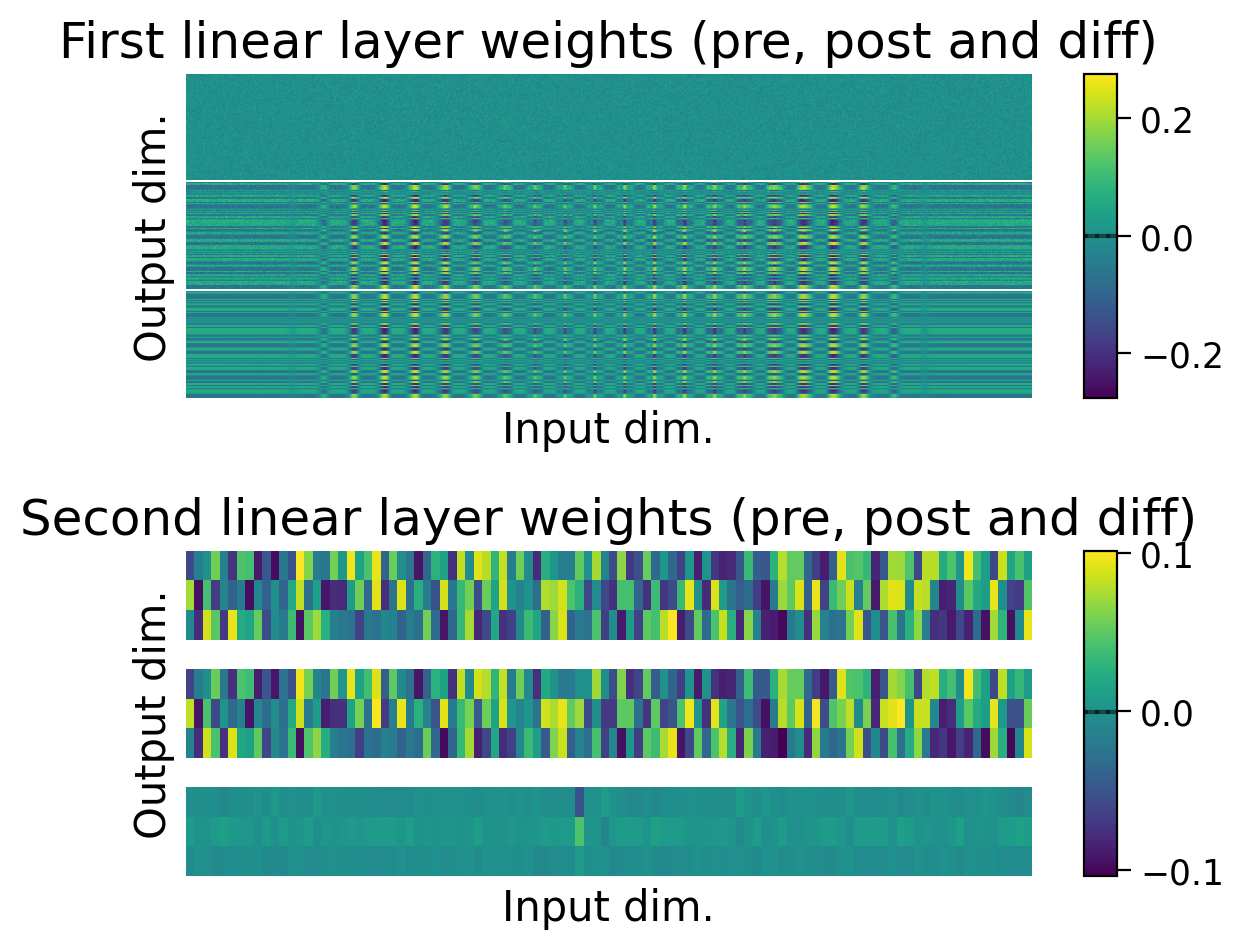 First linear layer weights (pre, post and diff)
Output dim.
0.2
0.0
−0.2
Input dim.
Second linear layer weights (pre, post and diff)
Output dim.
0.1
0.0
−0.1
Input dim.